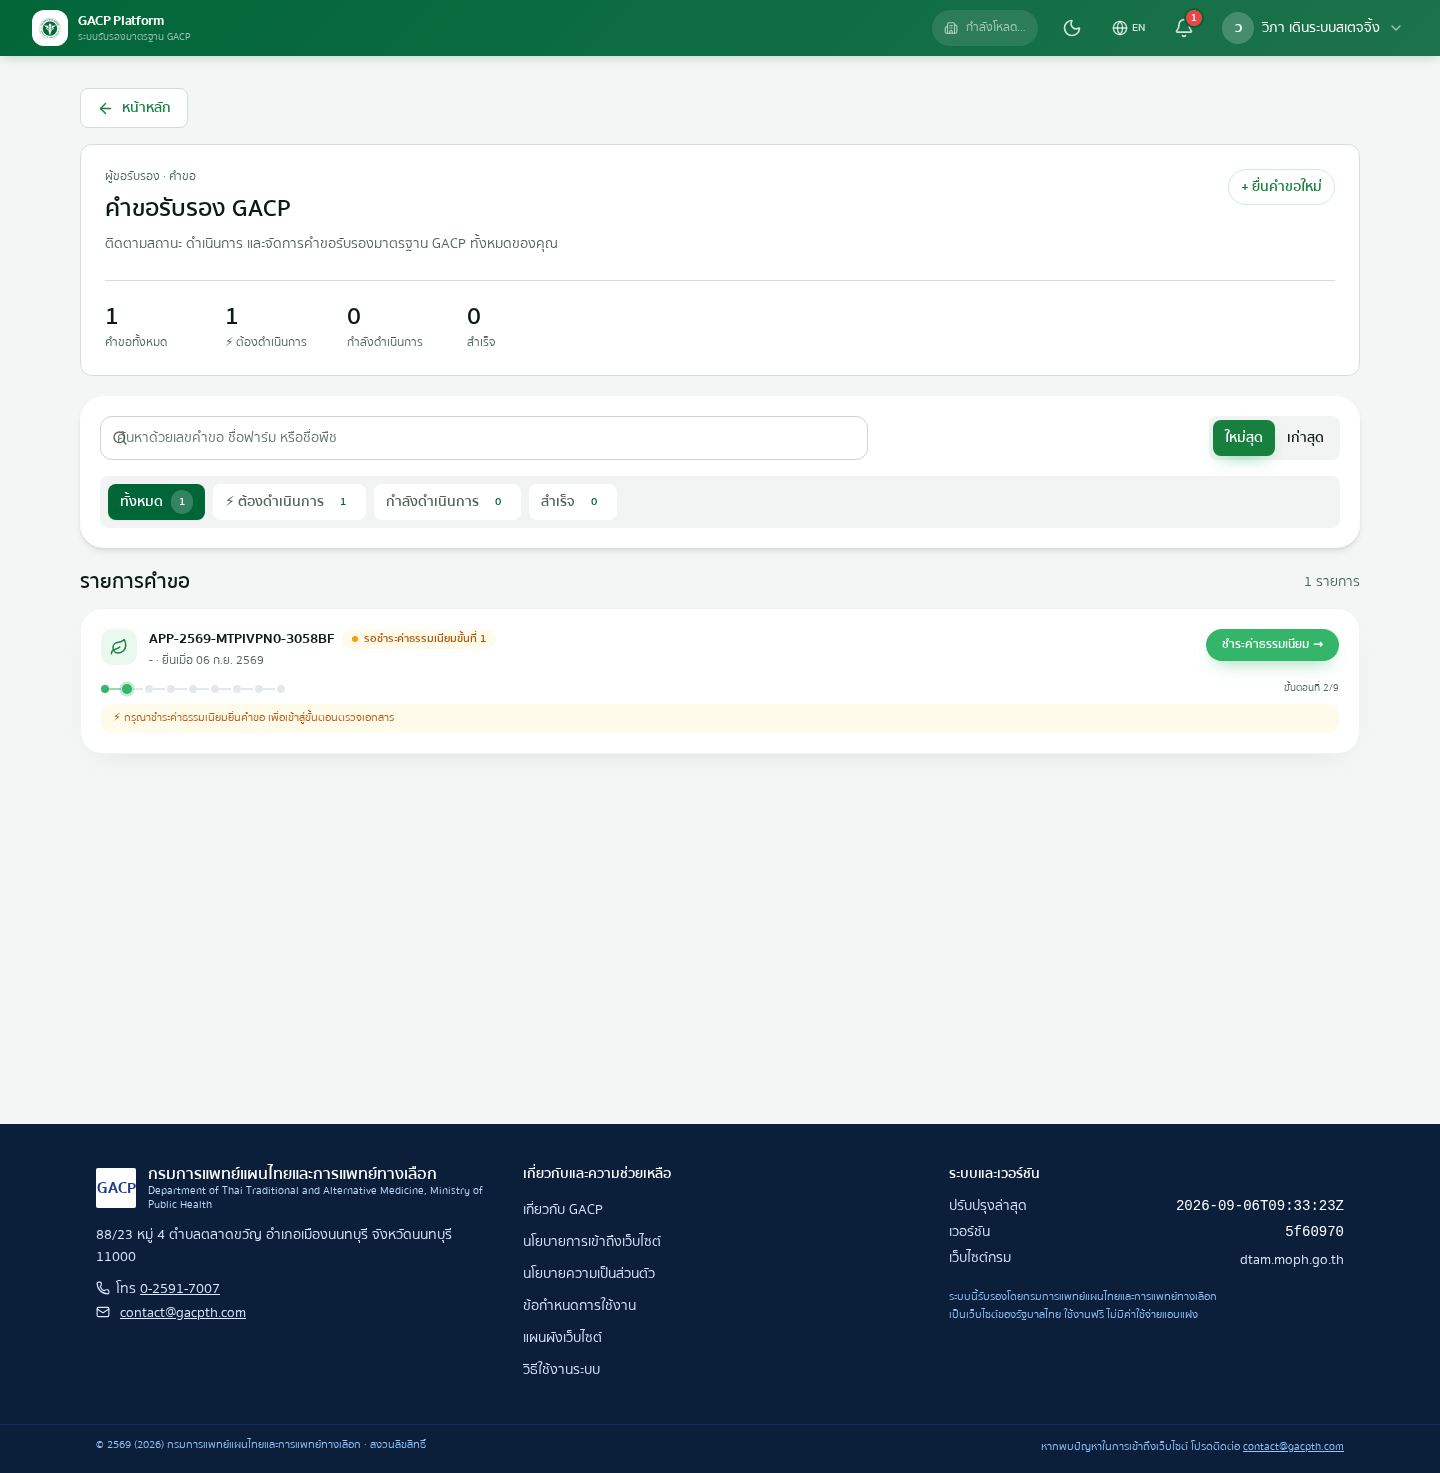 GACP Platform
ระบบรับรองมาตรฐาน GACP
กำลังโหลด...
EN
1
ว
วิภา เดินระบบสเตจจิ้ง
หน้าหลัก
ผู้ขอรับรอง · คำขอ
คำขอรับรอง GACP
+ ยื่นคำขอใหม่
ติดตามสถานะ ดำเนินการ และจัดการคำขอรับรองมาตรฐาน GACP ทั้งหมดของคุณ
1 1 0 0
คำขอทั้งหมด ⚡ ต้องดำเนินการ กำลังดำเนินการ สำเร็จ
ค้นหาด้วยเลขคำขอ ชื่อฟาร์ม หรือชื่อพืช
ใหม่สุด เก่าสุด
ทั้งหมด 1 ⚡ ต้องดำเนินการ 1 กำลังดำเนินการ 0 สำเร็จ 0
รายการคำขอ
1 รายการ
APP-2569-MTPIVPN0-3058BF รอชำระค่าธรรมเนียมขั้นที่ 1
- · ยื่นเมื่อ 06 ก.ย. 2569
ชำระค่าธรรมเนียม →
ขั้นตอนที่ 2/9
⚡ กรุณาชำระค่าธรรมเนียมยื่นคำขอ เพื่อเข้าสู่ขั้นตอนตรวจเอกสาร
GACP
กรมการแพทย์แผนไทยและการแพทย์ทางเลือก
Department of Thai Traditional and Alternative Medicine, Ministry of
Public Health
88/23 หมู่ 4 ตำบลตลาดขวัญ อำเภอเมืองนนทบุรี จังหวัดนนทบุรี
11000
โทร 0-2591-7007
contact@gacpth.com
เกี่ยวกับและความช่วยเหลือ
เกี่ยวกับ GACP
นโยบายการเข้าถึงเว็บไซต์
นโยบายความเป็นส่วนตัว
ข้อกำหนดการใช้งาน
แผนผังเว็บไซต์
วิธีใช้งานระบบ
ระบบและเวอร์ชัน
ปรับปรุงล่าสุด 2026-09-06T09:33:23Z
เวอร์ชัน 5f60970
เว็บไซต์กรม dtam.moph.go.th
ระบบนี้รับรองโดยกรมการแพทย์แผนไทยและการแพทย์ทางเลือก
เป็นเว็บไซต์ของรัฐบาลไทย ใช้งานฟรี ไม่มีค่าใช้จ่ายแอบแฝง
© 2569 (2026) กรมการแพทย์แผนไทยและการแพทย์ทางเลือก · สงวนลิขสิทธิ์
หากพบปัญหาในการเข้าถึงเว็บไซต์ โปรดติดต่อ contact@gacpth.com